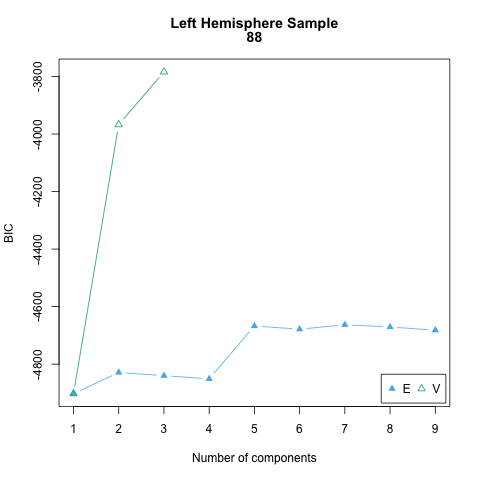 Left Hemisphere Sample
88
BIC
-3800
-4000
-4200
-4400
-4600
-4800
1 2 3 4 5 6 7 8 9
Number of components
E V